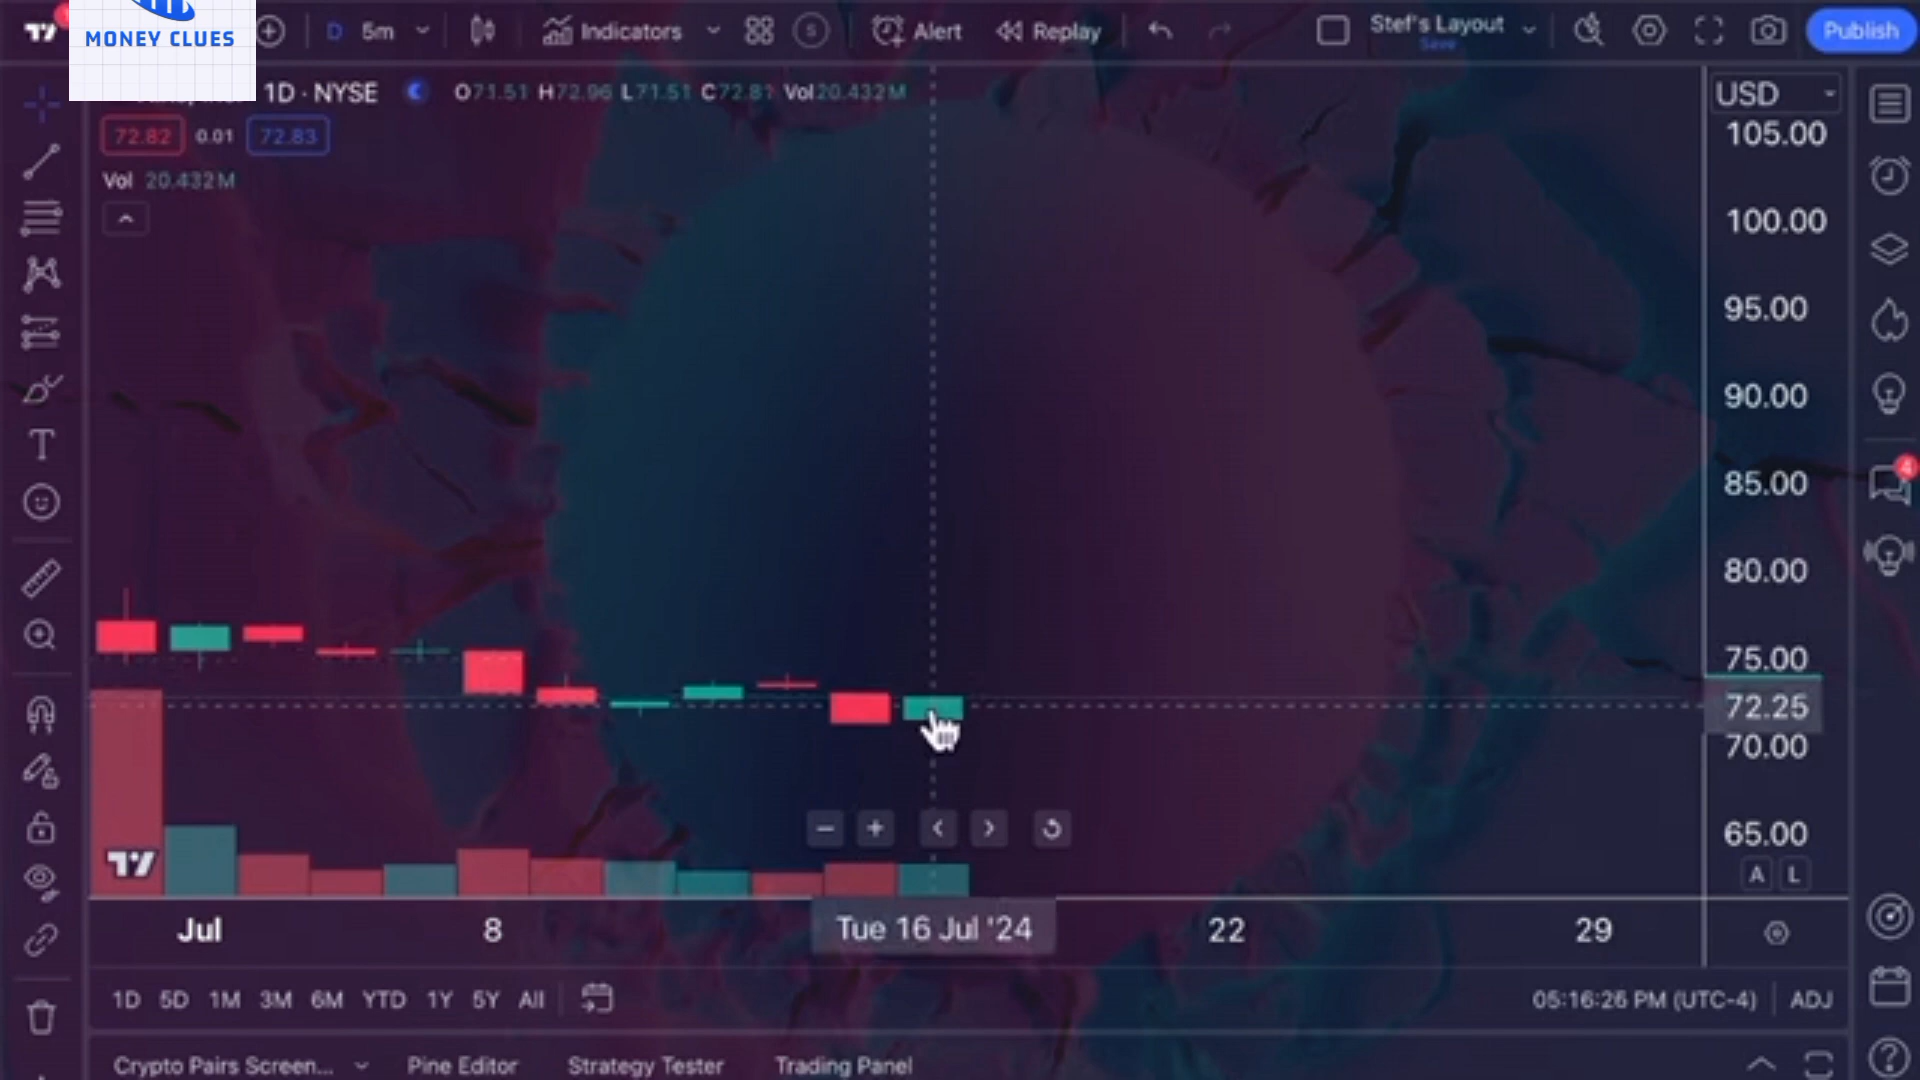 MONEY CLUES
D 5m Indicators S Alert Replay Stef's Layout Save Publish
1D · NYSE O71.51 H72.96 L71.51 C72.81 Vol20.432M
USD
72.82 0.01 72.83
Vol 20.432M
105.00
100.00
95.00
90.00
85.00
4
80.00
75.00
72.25
70.00
65.00
A L
Jul 8 Tue 16 Jul '24 22 29
1D 5D 1M 3M 6M YTD 1Y 5Y All 05:16:26 PM (UTC-4) ADJ
Crypto Pairs Screen... Pine Editor Strategy Tester Trading Panel